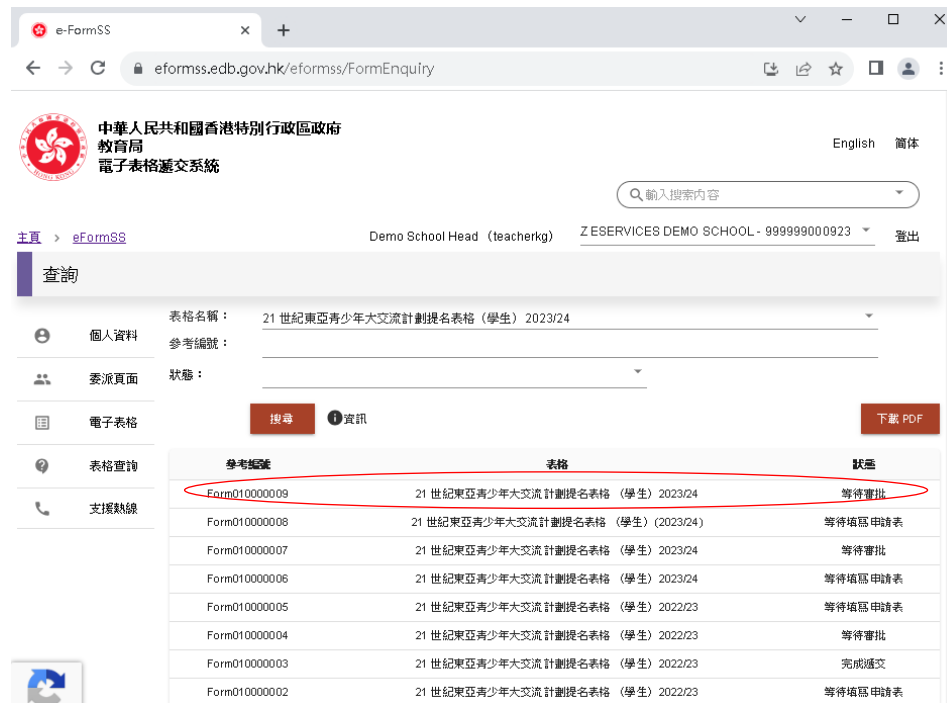 e-FormSS
eformss.edb.gov.hk/eformss/FormEnquiry
中華人民共和國香港特別行政區政府
教育局
電子表格遞交系統
English 简体
輸入搜索内容
主頁 > eFormSS Demo School Head (teacherkg) Z ESERVICES DEMO SCHOOL - 999999000923 登出
查詢
個人資料
委派頁面
電子表格
表格查詢
支援熱線
表格名稱：
21 世紀東亞青少年大交流計劃提名表格（學生）2023/24
參考編號：
狀態：
搜尋 資訊 下載 PDF
參考編號 表格 狀態
Form010000009 21 世紀東亞青少年大交流計劃提名表格 （學生）2023/24 等待審批
Form010000008 21 世紀東亞青少年大交流計劃提名表格 （學生）(2023/24) 等待填寫申請表
Form010000007 21 世紀東亞青少年大交流計劃提名表格 （學生）2023/24 等待審批
Form010000006 21 世紀東亞青少年大交流計劃提名表格 （學生）2023/24 等待填寫申請表
Form010000005 21 世紀東亞青少年大交流計劃提名表格 （學生）2022/23 等待填寫申請表
Form010000004 21 世紀東亞青少年大交流計劃提名表格 （學生）2022/23 等待審批
Form010000003 21 世紀東亞青少年大交流計劃提名表格 （學生）2022/23 完成遞交
Form010000002 21 世紀東亞青少年大交流計劃提名表格 （學生）2022/23 等待填寫申請表